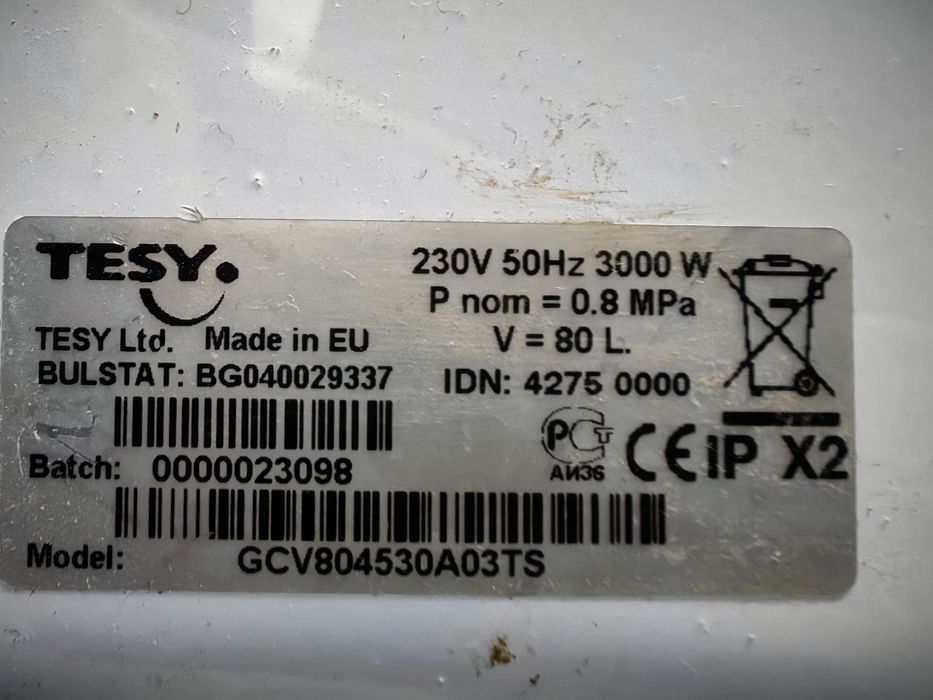 TESY
TESY Ltd. Made in EU
BULSTAT: BG040029337
230V 50Hz 3000 W
P nom = 0.8 MPa
V = 80 L.
IDN: 4275 0000
Batch: 0000023098
РСТ
АИ36
CE IP X2
Model: GCV804530A03TS